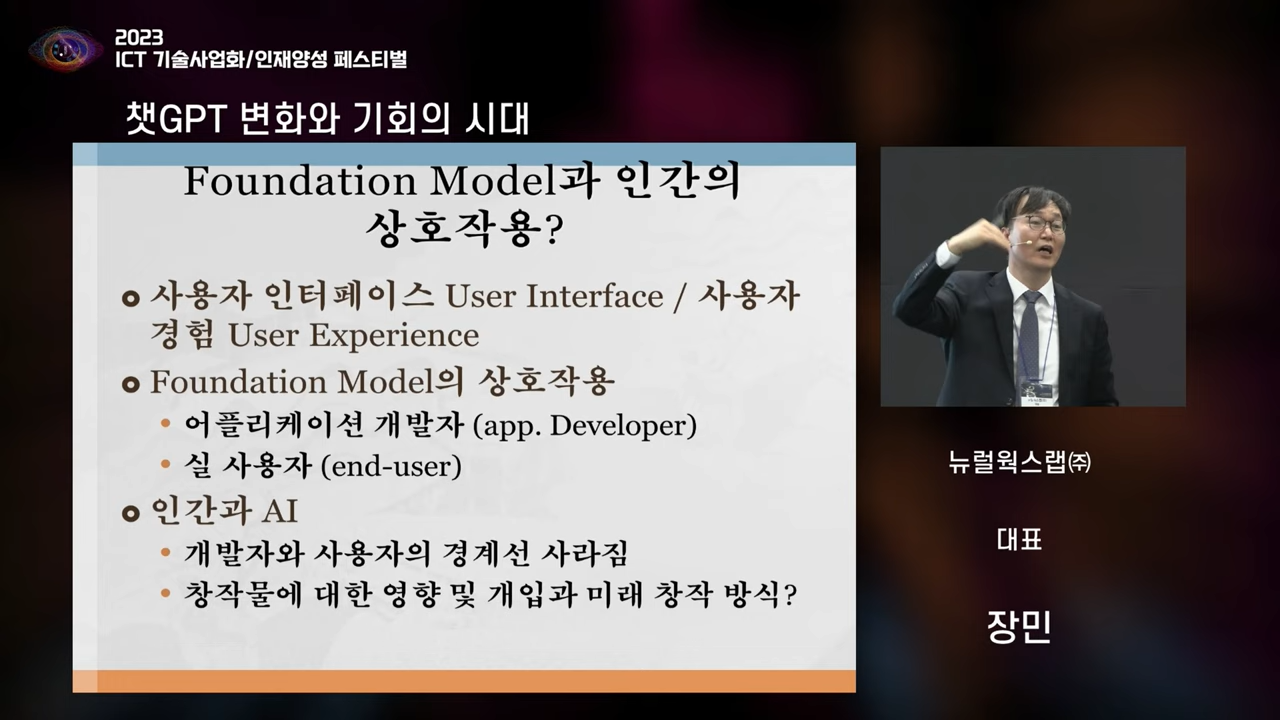 2023
ICT 기술사업화/인재양성 페스티벌
챗GPT 변화와 기회의 시대
Foundation Model과 인간의
상호작용?
사용자 인터페이스 User Interface / 사용자
경험 User Experience
Foundation Model의 상호작용
어플리케이션 개발자 (app. Developer)
실 사용자 (end-user)
인간과 AI
개발자와 사용자의 경계선 사라짐
창작물에 대한 영향 및 개입과 미래 창작 방식?
뉴럴웍스랩㈜
대표
장민